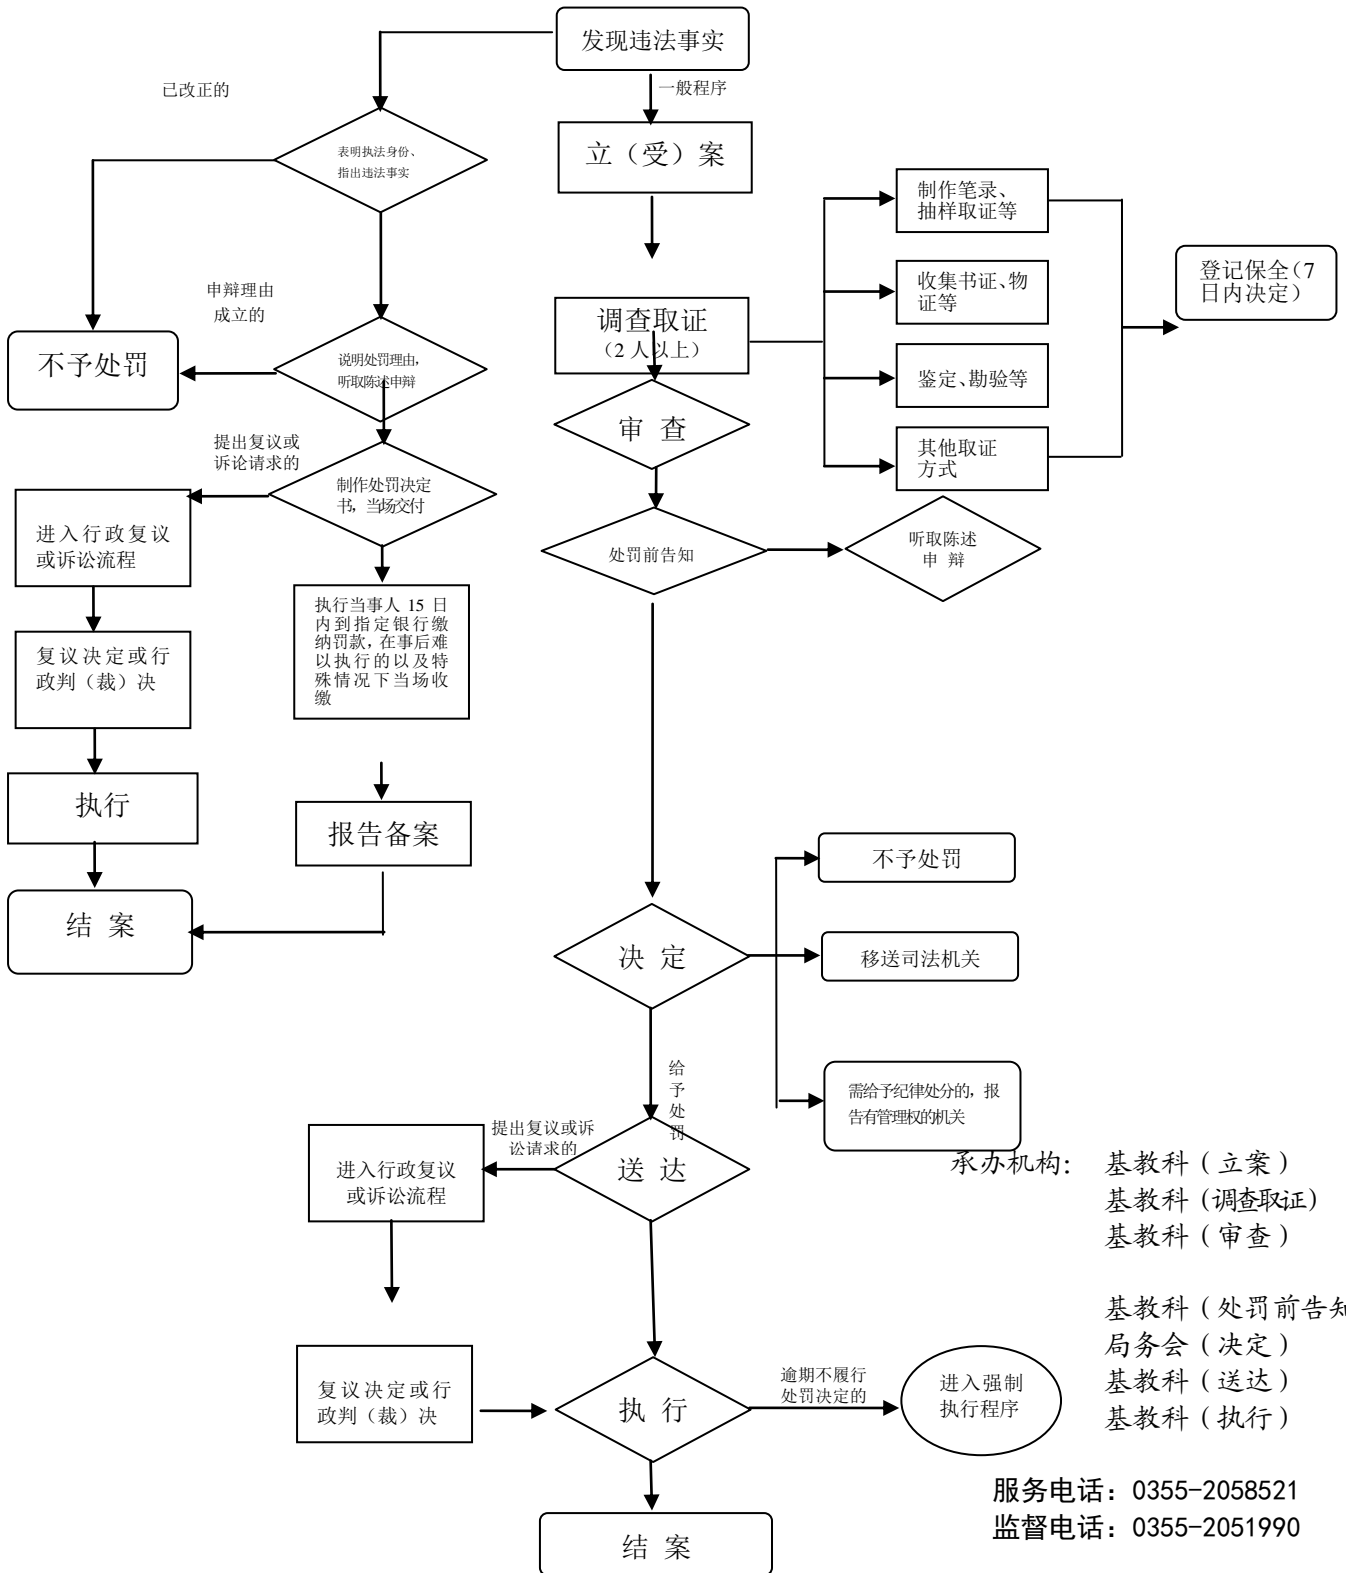 发现违法事实
已改正的
一般程序
表明执法身份、
指出违法事实
立（受）案
制作笔录、
抽样取证等
登记保全（7
日内决定）
收集书证、物
证等
申辩理由
成立的
调查取证
（2 人以上）
不予处罚
说明处罚理由，
听取陈述申辩
鉴定、勘验等
审 查
提出复议或
诉论请求的
其他取证
方式
制作处罚决定
书，当场交付
进入行政复议
或诉讼流程
处罚前告知
听取陈述
申 辩
执行当事人 15 日
内到指定银行缴
纳罚款，在事后难
以执行的以及特
殊情况下当场收
缴
复议决定或行
政判（裁）决
执行
报告备案
不予处罚
结 案
决 定
移送司法机关
给
予
处
罚
需给予纪律处分的，报
告有管理权的机关
提出复议或诉
讼请求的
进入行政复议
或诉讼流程
送 达
承办机构： 基教科（立案）
基教科（调查取证）
基教科（审查）
基教科（处罚前告知
局务会（决定）
基教科（送达）
基教科（执行）
复议决定或行
政判（裁）决
执 行
逾期不履行
处罚决定的
进入强制
执行程序
服务电话：0355-2058521
监督电话：0355-2051990
结 案